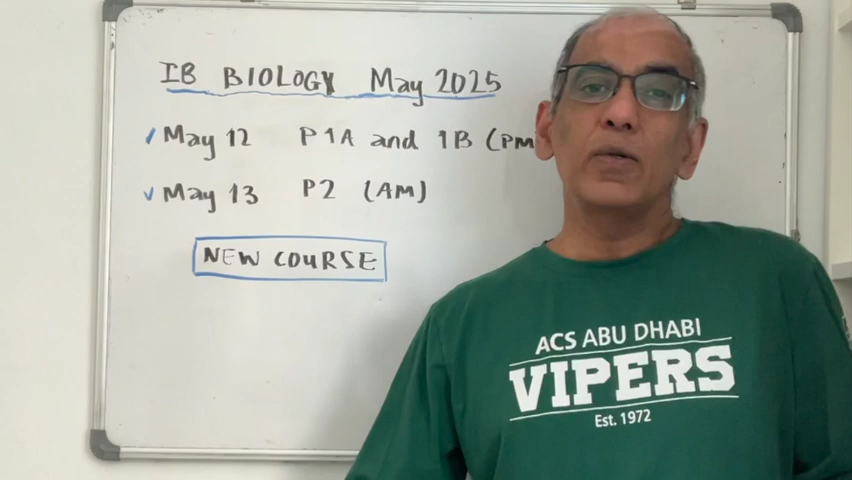 IB BIOLOGY May 2025
May 12 P1A and 1B (PM
May 13 P2 (AM)
NEW COURSE
ACS ABU DHABI
VIPERS
Est. 1972